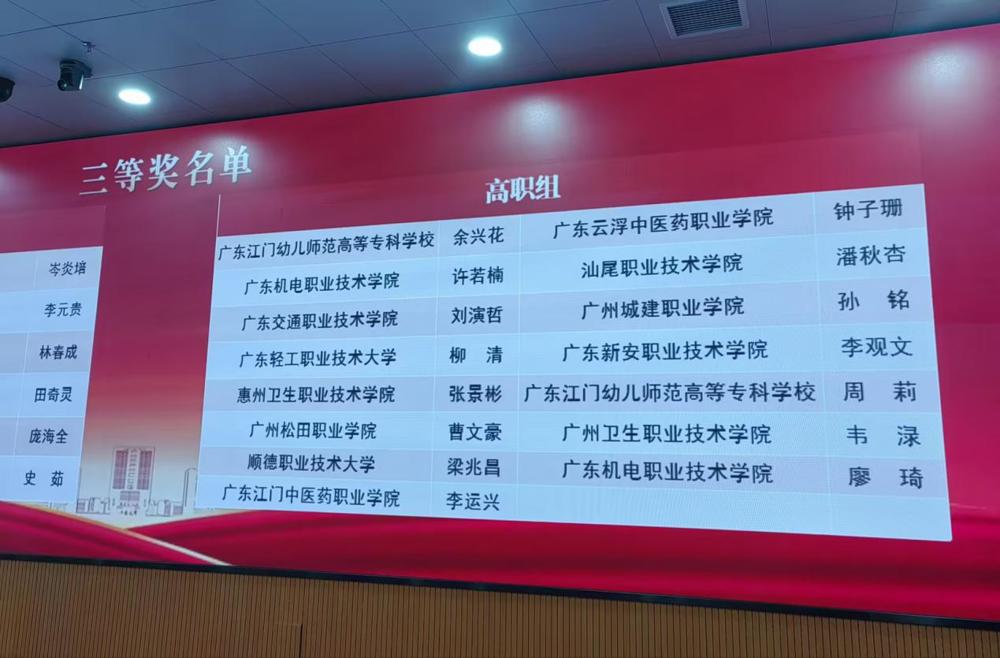 三等奖名单
岑炎培
李元贵
林春成
田奇灵
庞海全
史 茹
高职组
广东江门幼儿师范高等专科学校 余兴花 广东云浮中医药职业学院 钟子珊
广东机电职业技术学院 许若楠 汕尾职业技术学院 潘秋杏
广东交通职业技术学院 刘演哲 广州城建职业学院 孙 铭
广东轻工职业技术大学 柳 清 广东新安职业技术学院 李观文
惠州卫生职业技术学院 张景彬 广东江门幼儿师范高等专科学校 周 莉
广州松田职业学院 曹文豪 广州卫生职业技术学院 韦 渌
顺德职业技术大学 梁兆昌 广东机电职业技术学院 廖 琦
广东江门中医药职业学院 李运兴